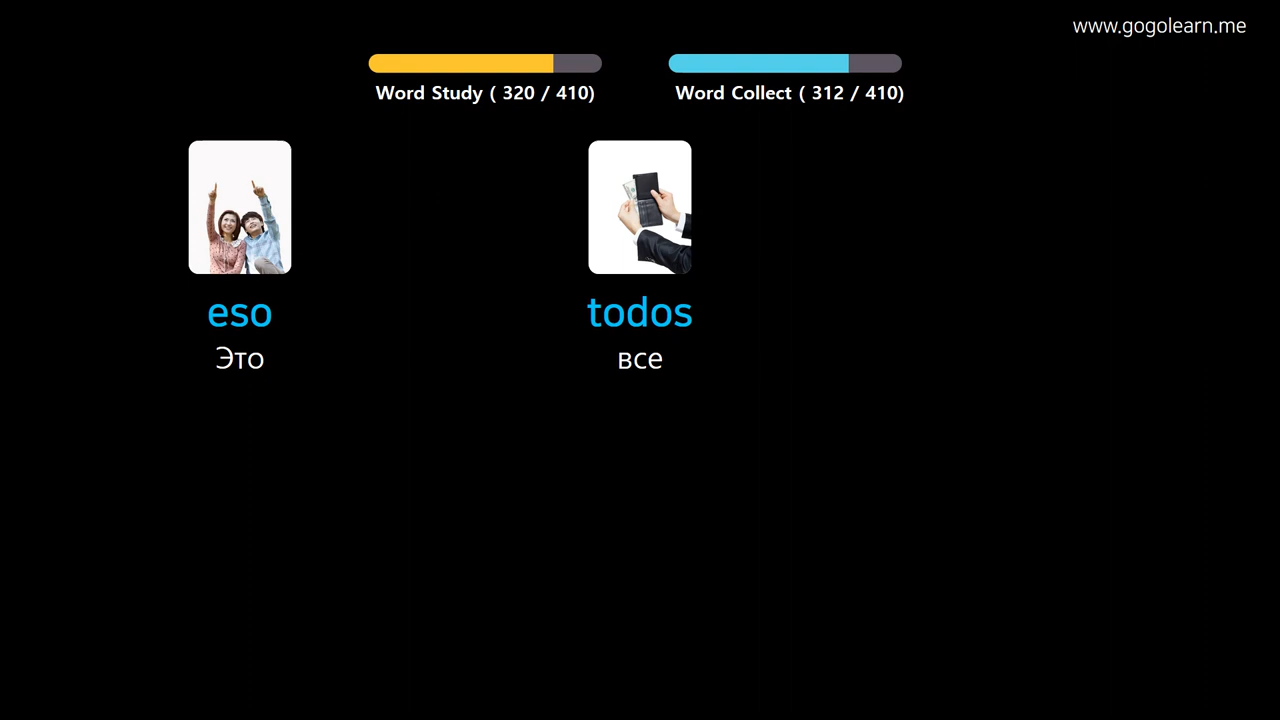 www.gogolearn.me
Word Study ( 320 / 410)
Word Collect ( 312 / 410)
eso
Это
todos
все